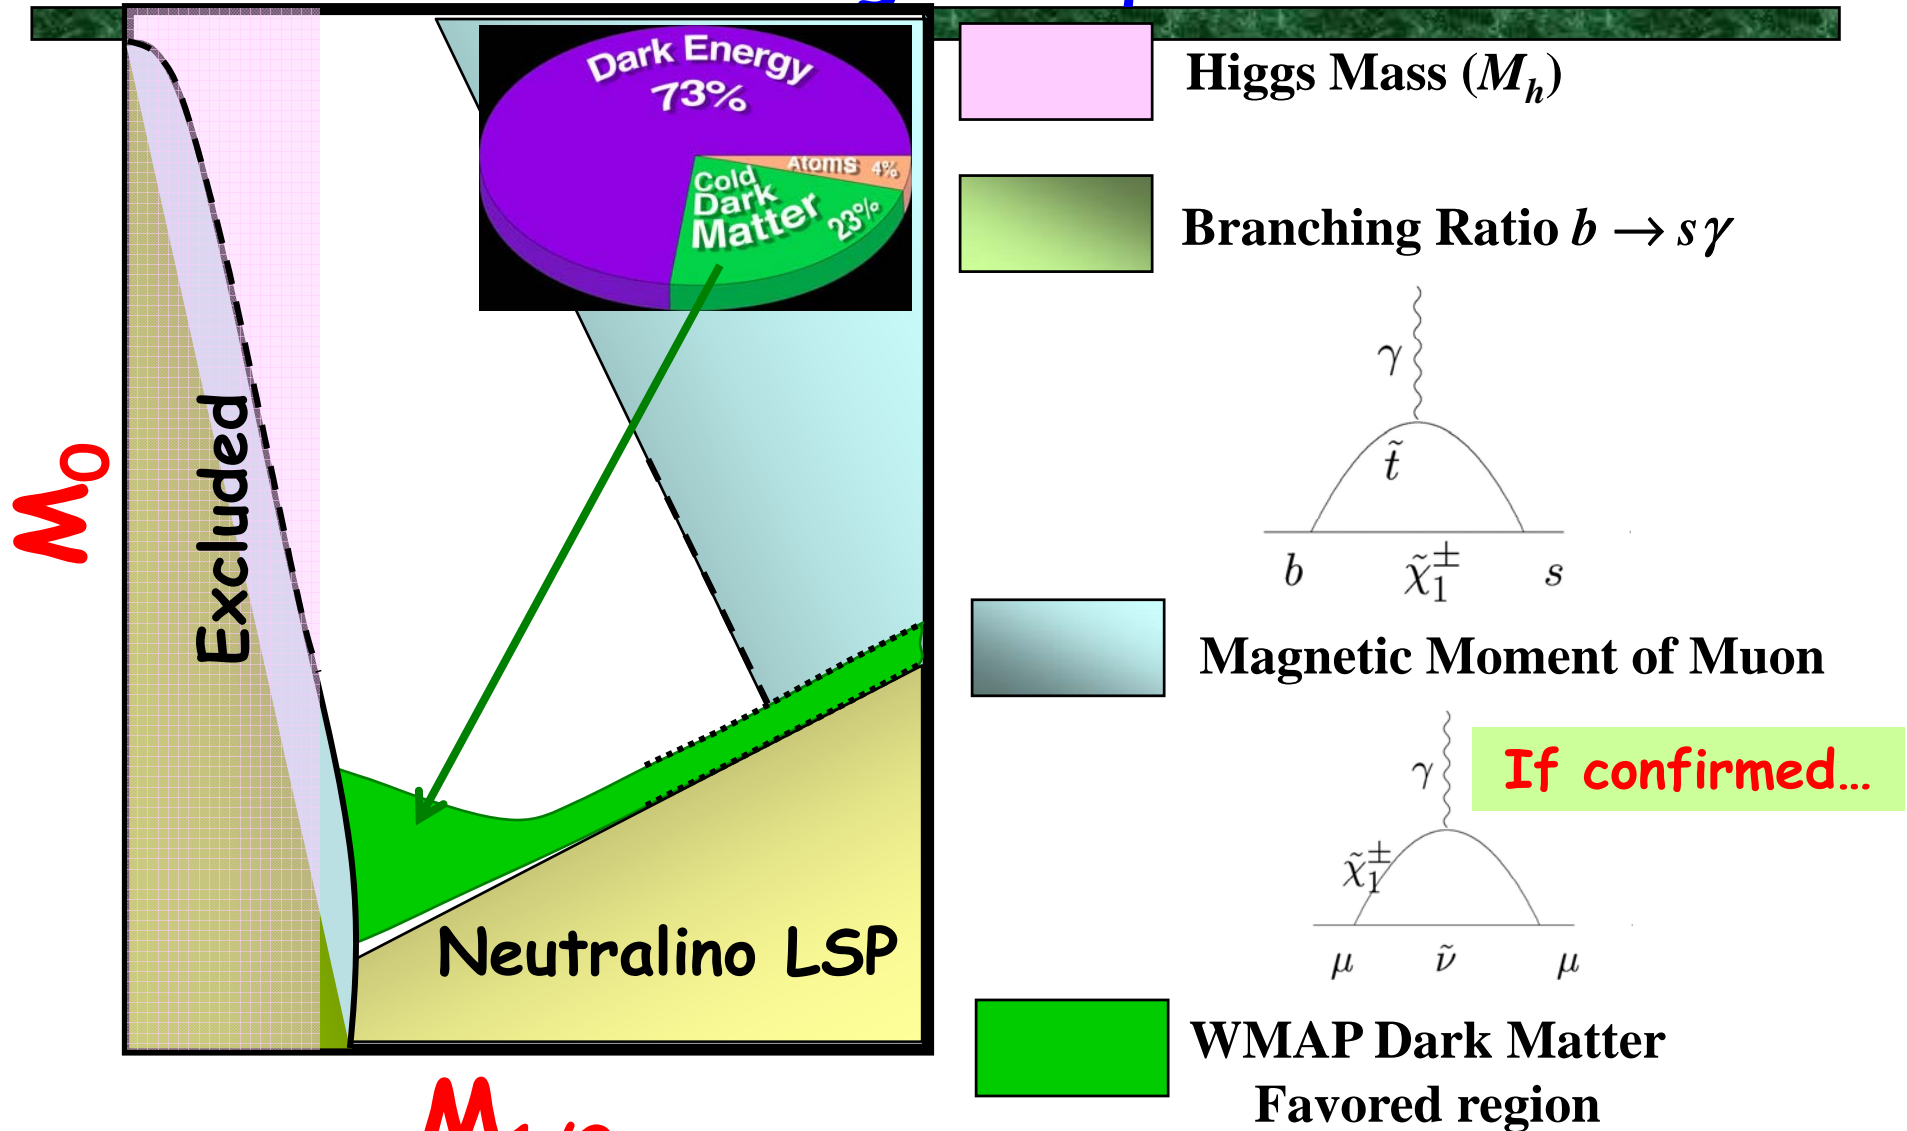 Dark Energy
73%
Atoms 4%
Cold
Dark
Matter
23%
Excluded
M0
Neutralino LSP
Higgs Mass (Mh)
Branching Ratio b → sγ
γ
t̃
b χ̃1± s
Magnetic Moment of Muon
If confirmed...
γ
χ̃1±
μ ν̃ μ
WMAP Dark Matter
Favored region